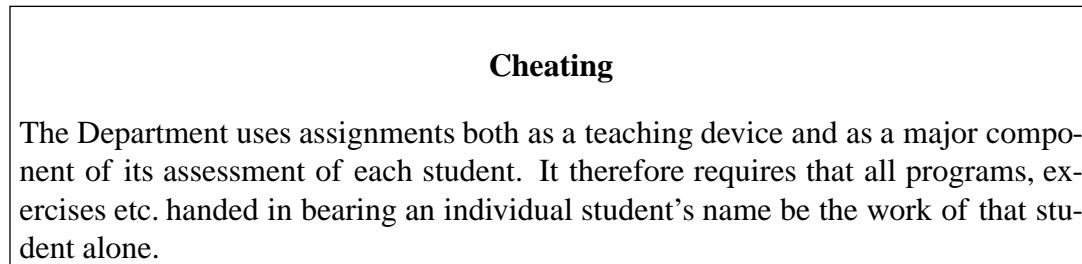 Cheating
The Department uses assignments both as a teaching device and as a major compo-
nent of its assessment of each student. It therefore requires that all programs, ex-
ercises etc. handed in bearing an individual student's name be the work of that stu-
dent alone.